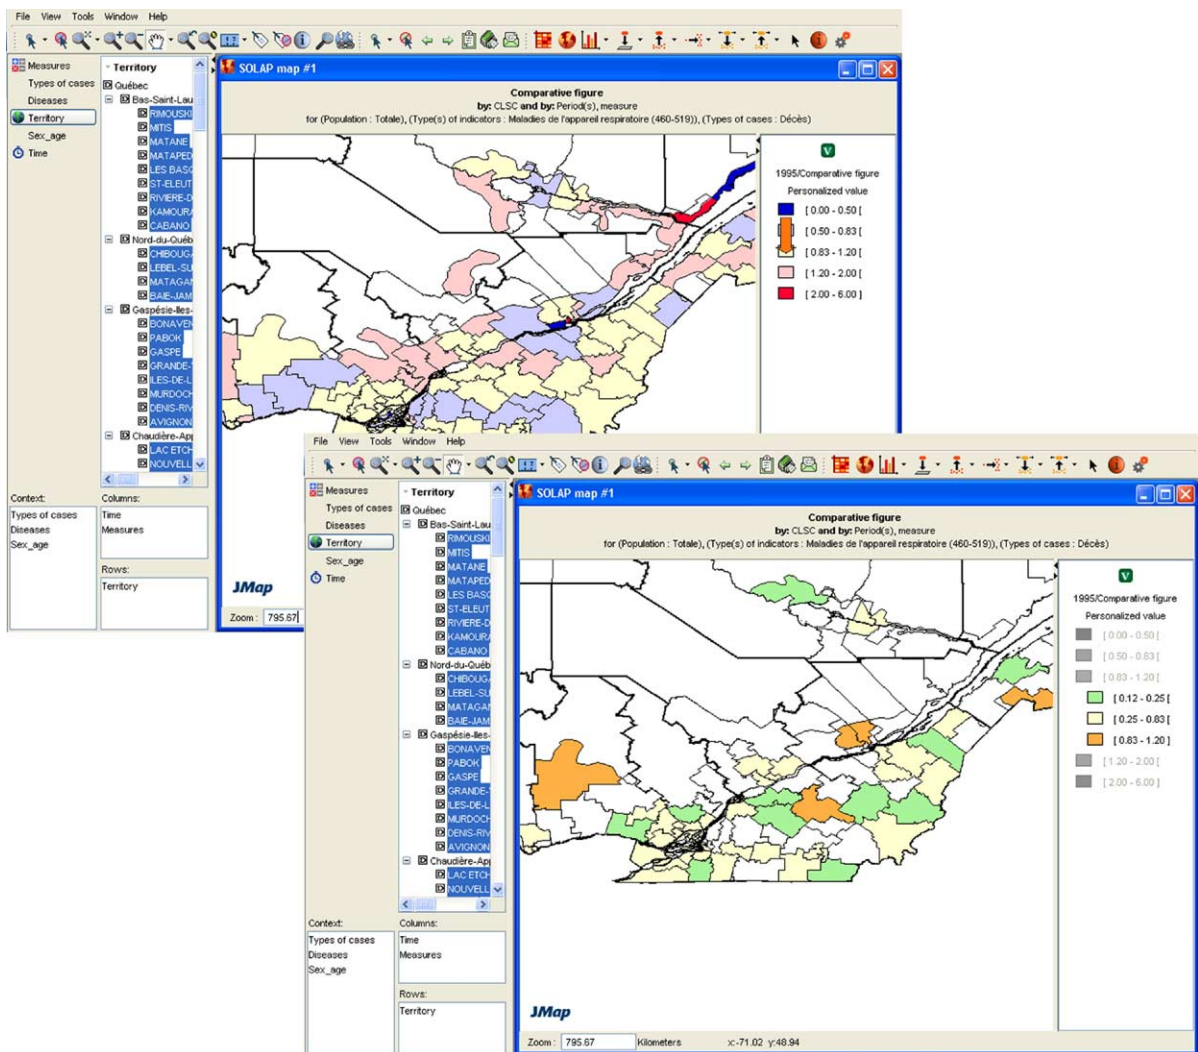 File View Tools Window Help
Measures
Types of cases
Diseases
Territory
Sex_age
Time
Territory
Québec
Bas-Saint-Lau
RIMOUSKI
MITIS
MATANE
MATAPED
LES BASQ
ST-ELEUT
RIVIERE-D
KAMOURA
CABANO
Nord-du-Québ
CHIBOUGA
LEBEL-SU
MATAGAN
BAIE-JAM
Gaspésie-Iles-
BONAVEN
PABOK
GASPE
GRANDE-
ILES-DE-L
MURDOCH
DENIS-RIV
AVIGNON
Chaudière-App
LAC ETCH
NOUVELL
Context:
Types of cases
Diseases
Sex_age
Columns:
Time
Measures
Rows:
Territory
SOLAP map #1
Comparative figure
by: CLSC and by: Period(s), measure
for (Population : Totale), (Type(s) of indicators : Maladies de l'appareil respiratoire (460-519)), (Types of cases : Décès)
V
1995/Comparative figure
Personalized value
[ 0.00 - 0.50 [
[ 0.50 - 0.83 [
[ 0.83 - 1.20 [
[ 1.20 - 2.00 [
[ 2.00 - 6.00 ]
JMap
Zoom : 795.67
File View Tools Window Help
Measures
Types of cases
Diseases
Territory
Sex_age
Time
Territory
Québec
Bas-Saint-Lau
RIMOUSKI
MITIS
MATANE
MATAPED
LES BASQ
ST-ELEUT
RIVIERE-D
KAMOURA
CABANO
Nord-du-Québ
CHIBOUGA
LEBEL-SU
MATAGAN
BAIE-JAM
Gaspésie-Iles-
BONAVEN
PABOK
GASPE
GRANDE-
ILES-DE-L
MURDOCH
DENIS-RIV
AVIGNON
Chaudière-App
LAC ETCH
NOUVELL
Context:
Types of cases
Diseases
Sex_age
Columns:
Time
Measures
Rows:
Territory
SOLAP map #1
Comparative figure
by: CLSC and by: Period(s), measure
for (Population : Totale), (Type(s) of indicators : Maladies de l'appareil respiratoire (460-519)), (Types of cases : Décès)
V
1995/Comparative figure
Personalized value
[ 0.00 - 0.50 [
[ 0.50 - 0.83 [
[ 0.83 - 1.20 [
[ 0.12 - 0.25 [
[ 0.25 - 0.83 [
[ 0.83 - 1.20 [
[ 1.20 - 2.00 [
[ 2.00 - 6.00 ]
JMap
Zoom : 795.67 Kilometers x:-71.02 y:48.94